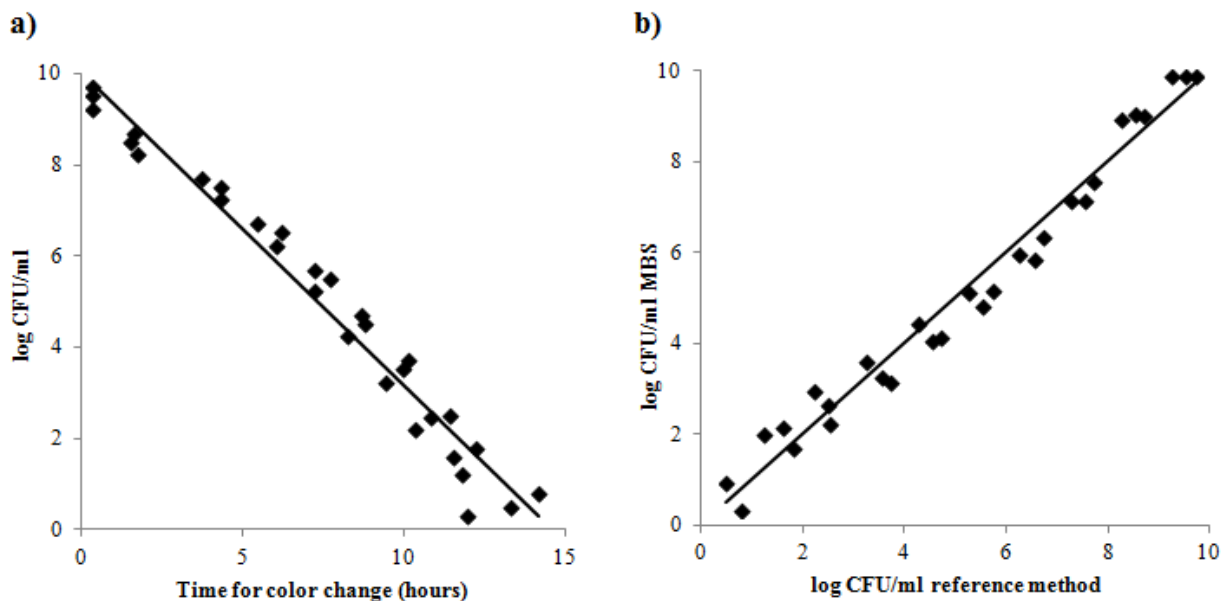 a)
10
8
6
4
2
0
log CFU/ml
0 5 10 15
Time for color change (hours)
b)
10
8
6
4
2
0
log CFU/ml MBS
0 2 4 6 8 10
log CFU/ml reference method